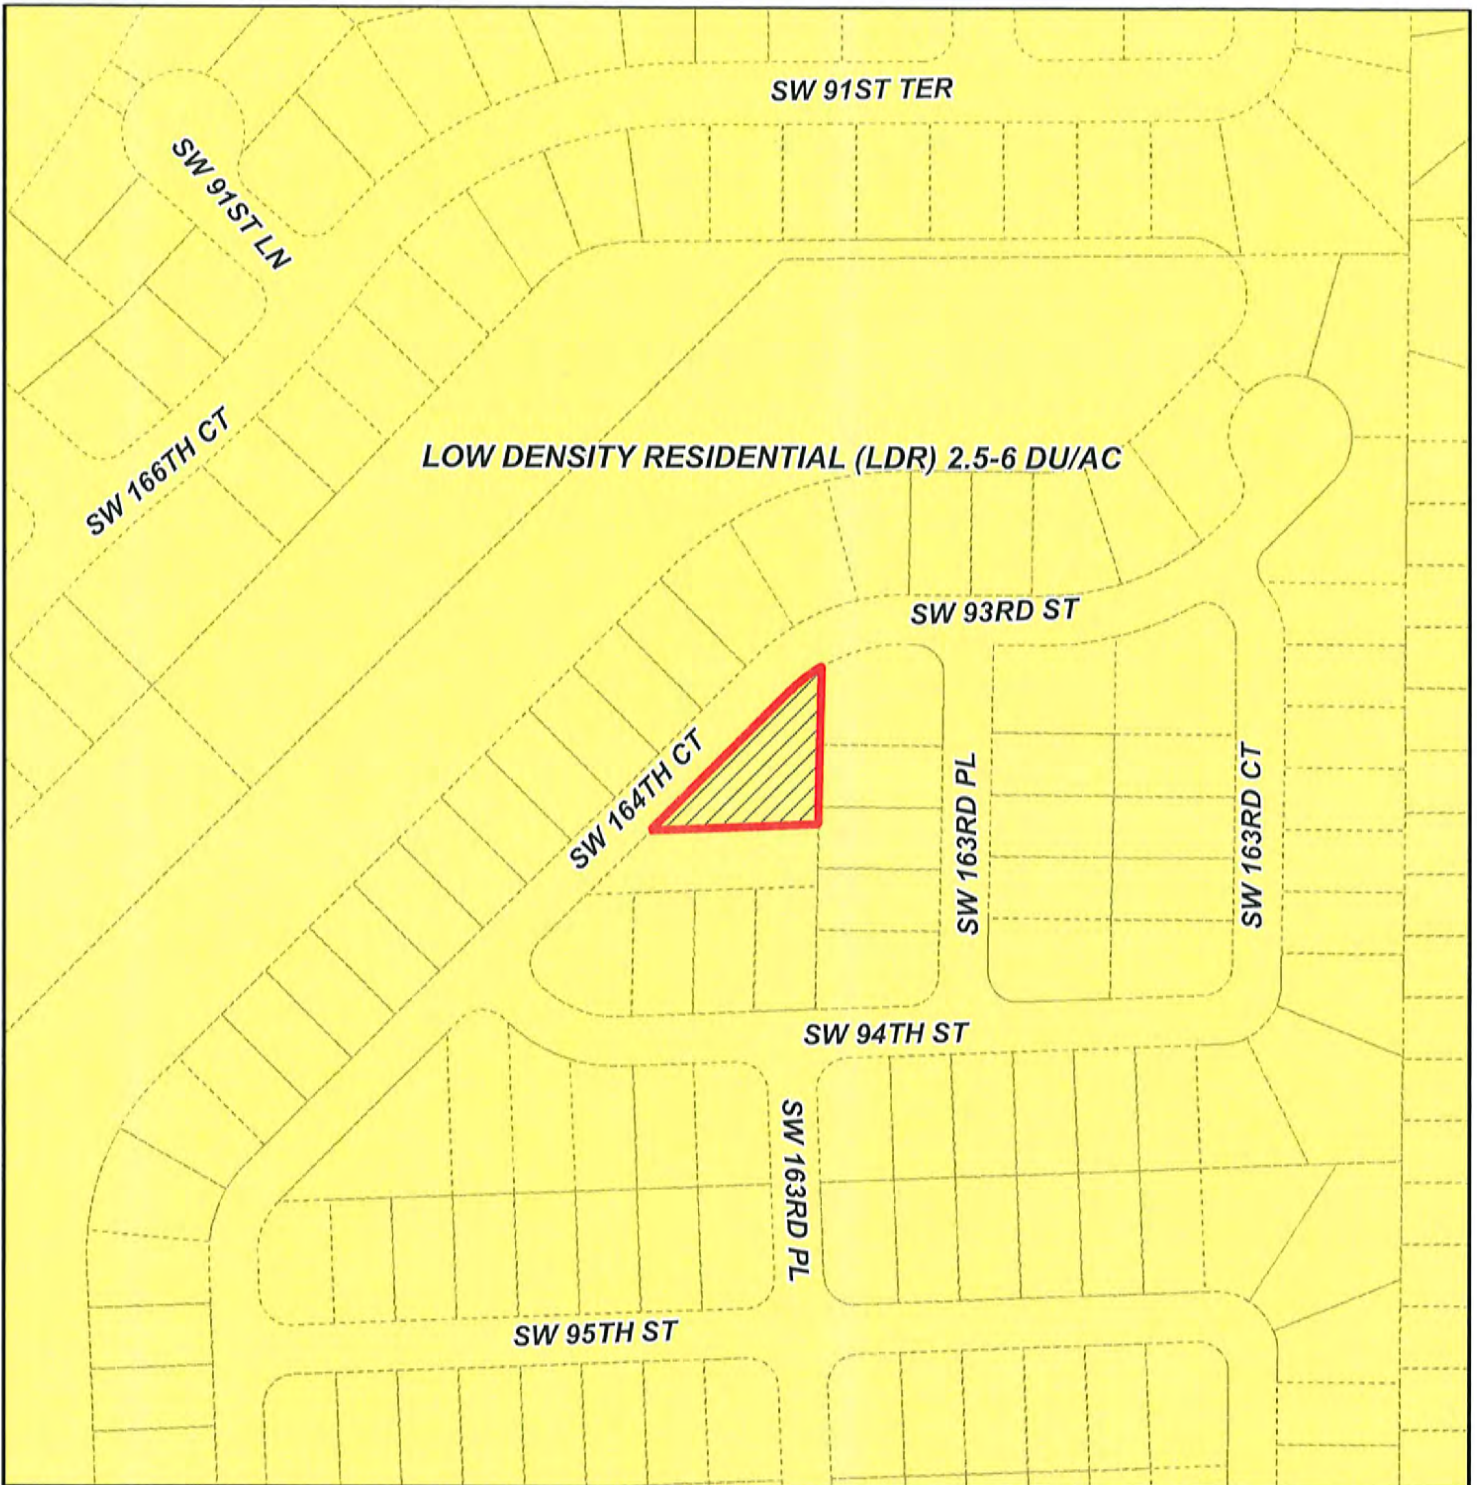 SW 91ST TER
SW 91ST LN
SW 166TH CT
LOW DENSITY RESIDENTIAL (LDR) 2.5-6 DU/AC
SW 93RD ST
SW 164TH CT
SW 163RD PL
SW 163RD CT
SW 94TH ST
SW 163RD PL
SW 95TH ST